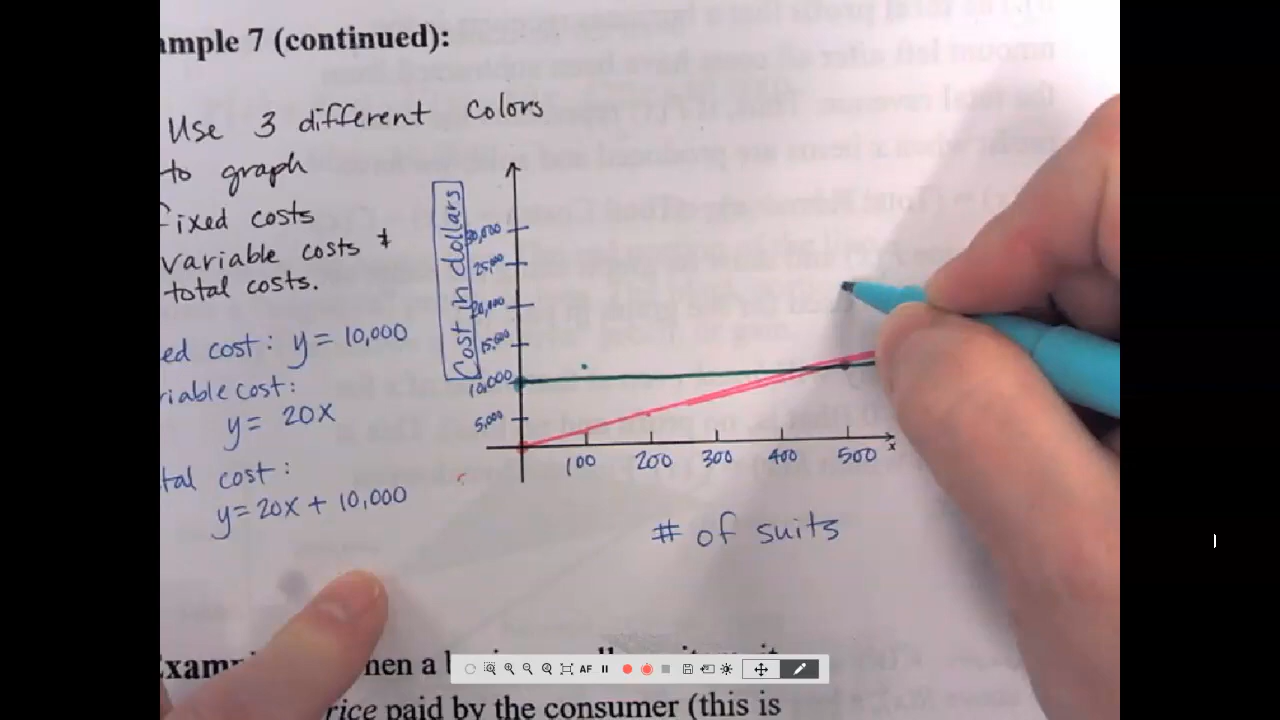 ample 7 (continued):
Use 3 different colors
to graph
fixed costs
variable costs &
total costs.
ed cost: y = 10,000
riable cost:
y = 20x
tal cost:
y = 20x + 10,000
Cost in dollars
30,000
25,000
20,000
15,000
10,000
5,000
100 200 300 400 500 x
# of suits
AF
rice paid by the consumer (this is